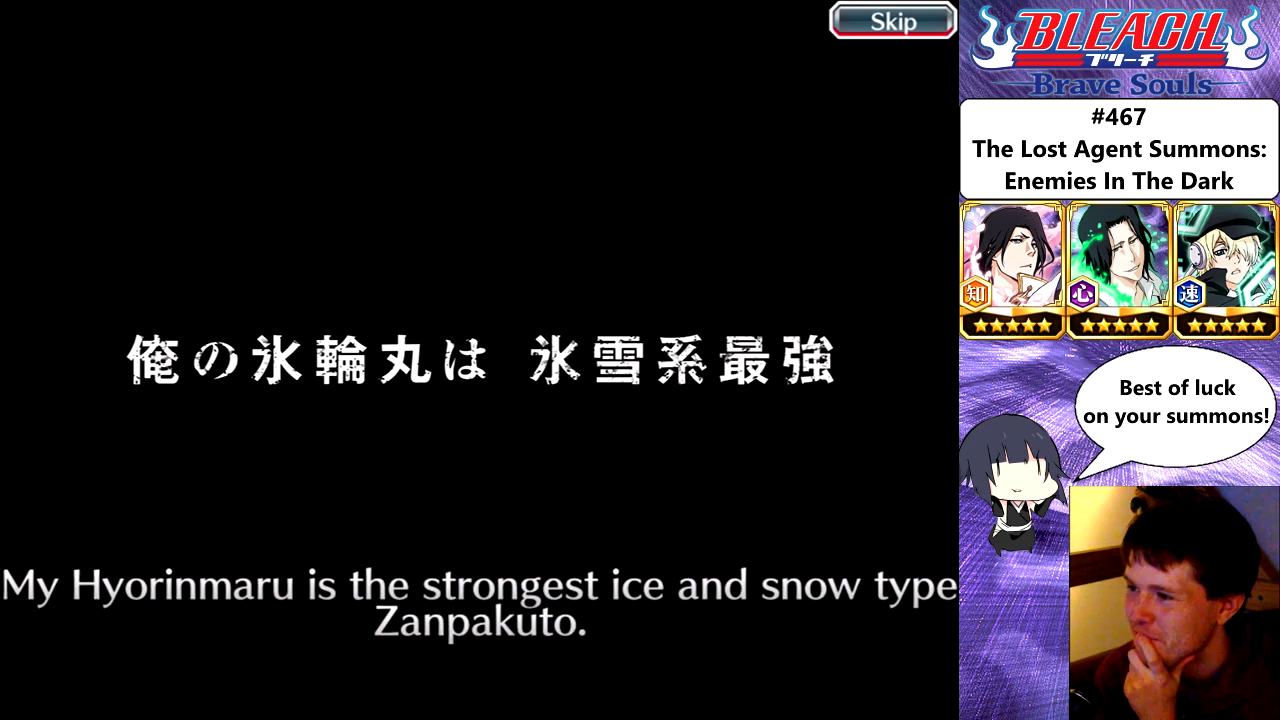 Skip
俺の氷輪丸は 氷雪系最強
My Hyorinmaru is the strongest ice and snow type
Zanpakuto.
BLEACH
ブリーチ
Brave Souls
#467
The Lost Agent Summons:
Enemies In The Dark
知
心
速
Best of luck
on your summons!